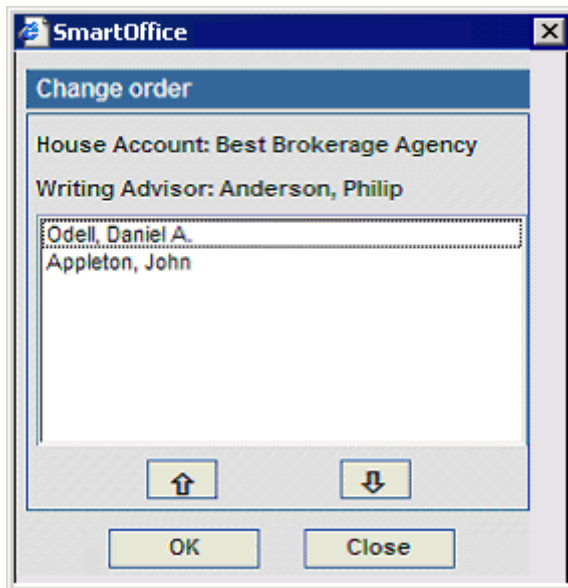 SmartOffice
Change order
House Account: Best Brokerage Agency
Writing Advisor: Anderson, Philip
Odell, Daniel A.
Appleton, John
OK Close